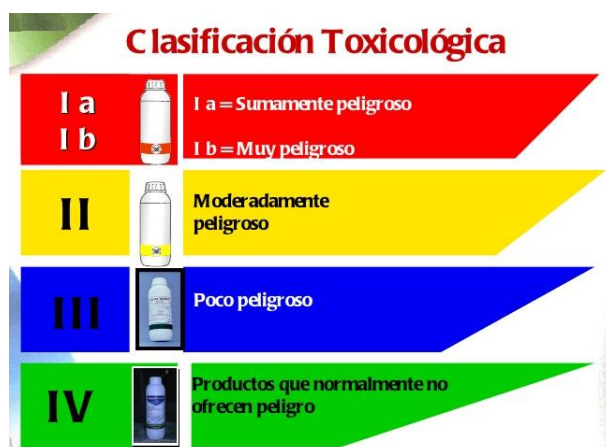 Clasificación Toxicológica
I a
I b
I a = Sumamente peligroso
I b = Muy peligroso
II
Moderadamente
peligroso
III
Poco peligroso
IV
Productos que normalmente no
ofrecen peligro